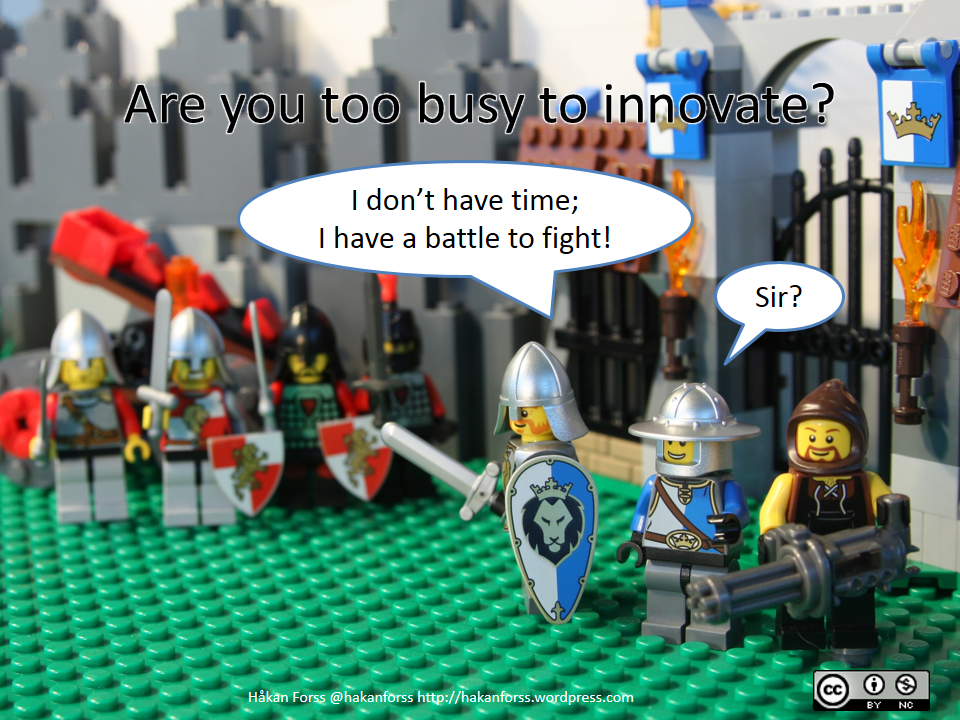 Are you too busy to innovate?
I don’t have time;
I have a battle to fight!
Sir?
Håkan Forss @hakanforss http://hakanforss.wordpress.com
cc
BY NC